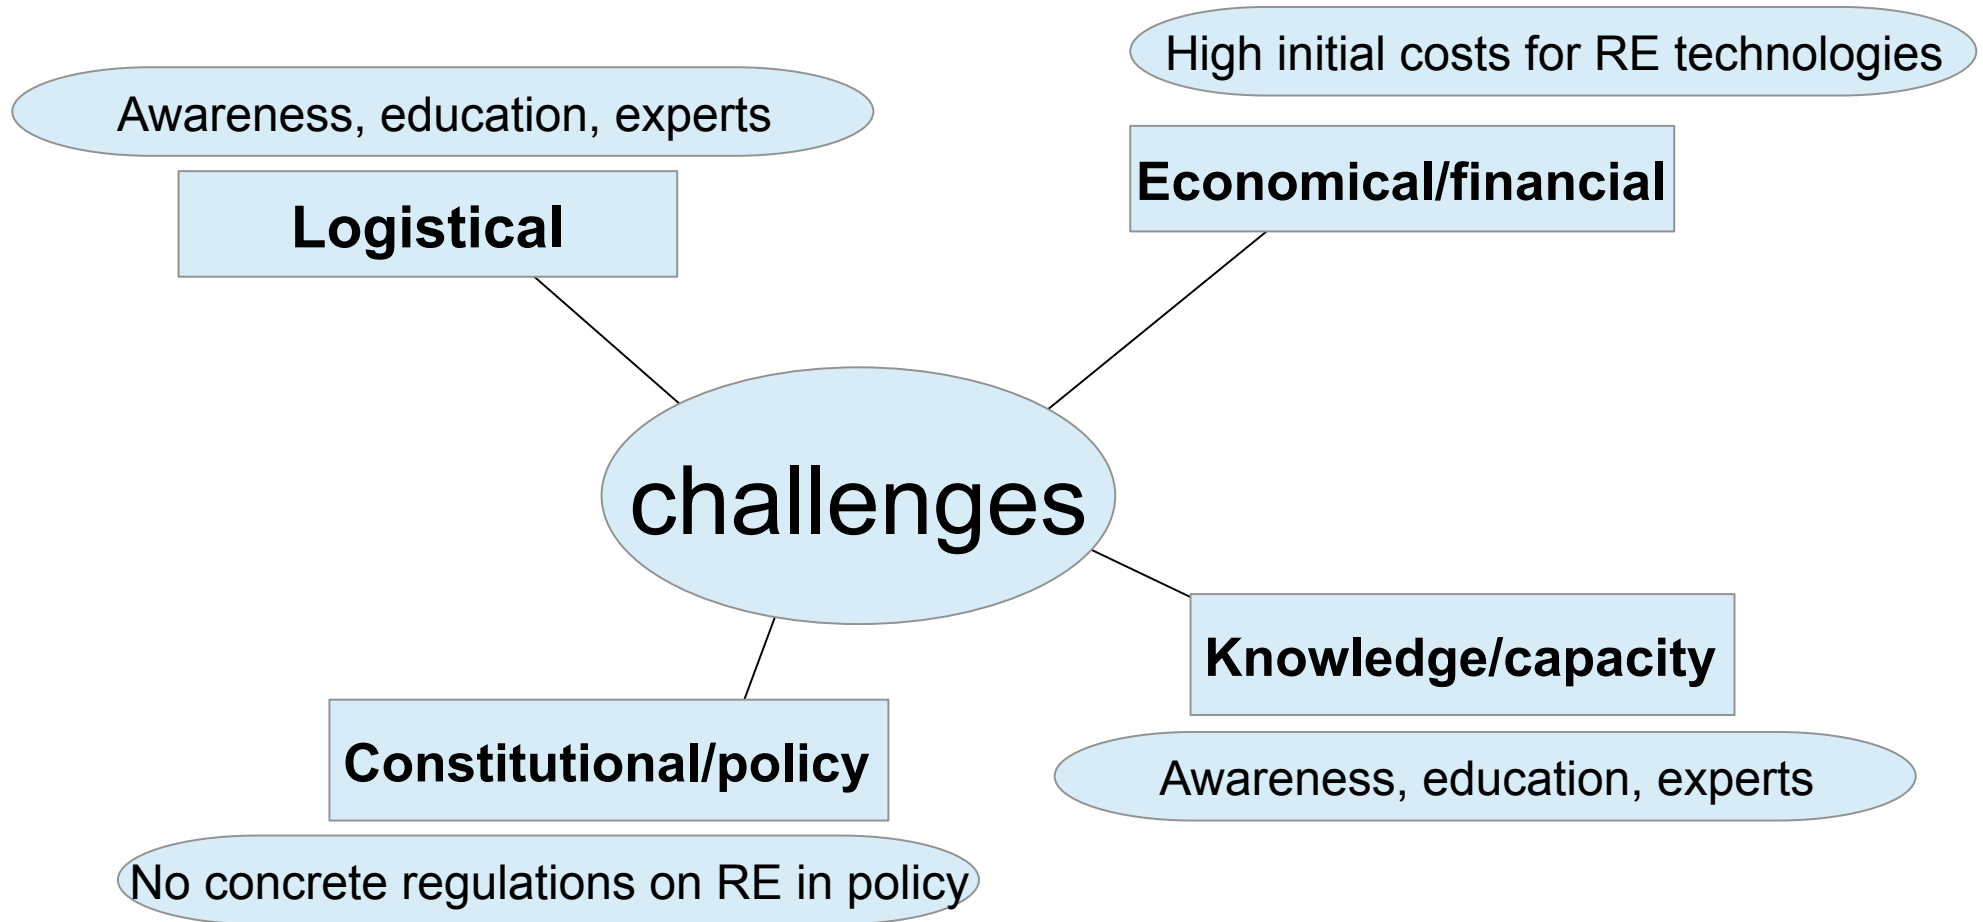 High initial costs for RE technologies
Awareness, education, experts
Economical/financial
Logistical
challenges
Knowledge/capacity
Constitutional/policy
Awareness, education, experts
No concrete regulations on RE in policy